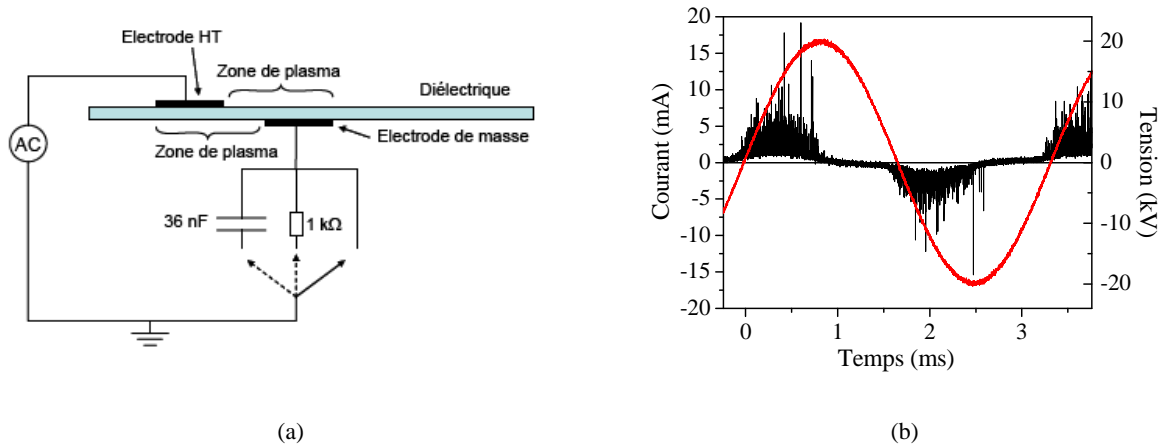 Electrode HT
Zone de plasma
Diélectrique
AC
Zone de plasma
Electrode de masse
36 nF
1 kΩ
(a)
20
15
10
5
0
-5
-10
-15
-20
Courant (mA)
20
10
0
-10
-20
Tension (kV)
0
1
2
3
Temps (ms)
(b)